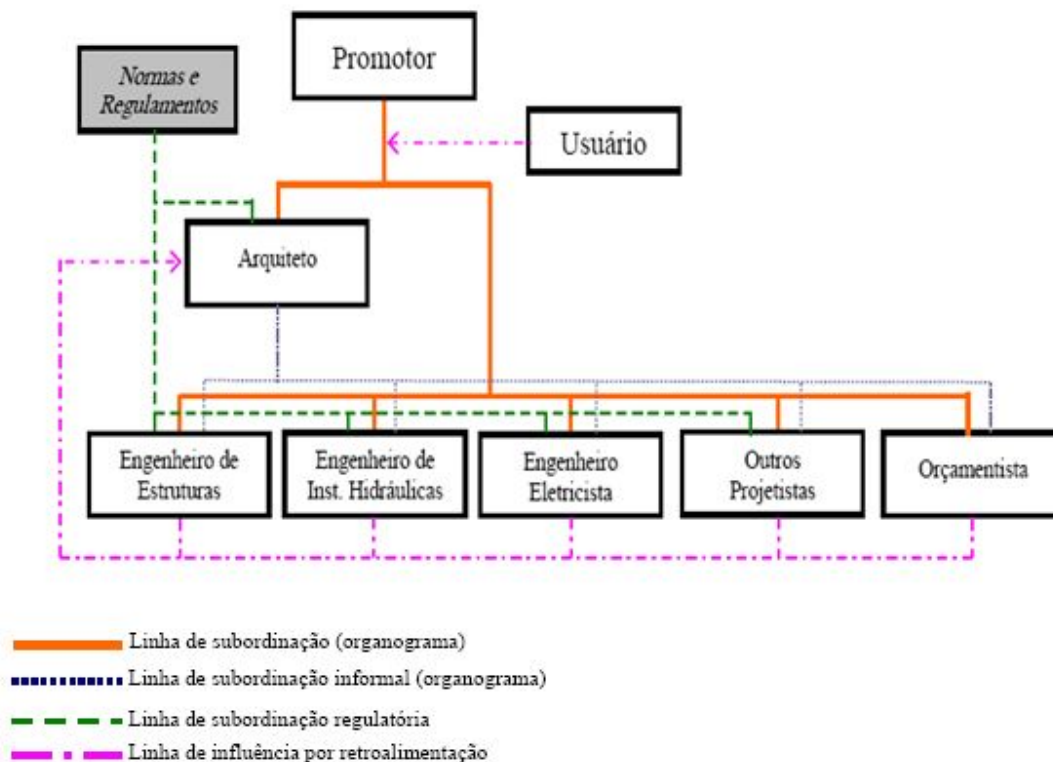 Promotor
Normas e
Regulamentos
Usuário
Arquiteto
Engenheiro de
Estruturas
Engenheiro de
Inst. Hidráulicas
Engenheiro
Eletricista
Outros
Projetistas
Orçamentista
Linha de subordinação (organograma)
Linha de subordinação informal (organograma)
Linha de subordinação regulatória
Linha de influência por retroalimentação